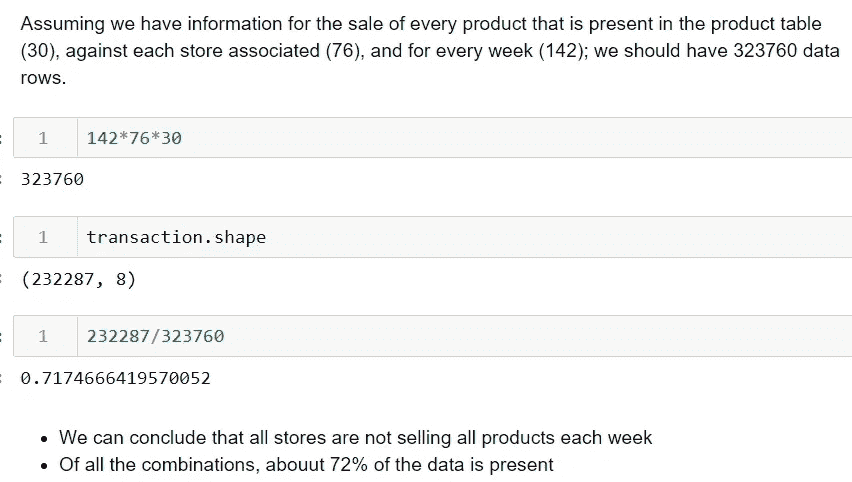 Assuming we have information for the sale of every product that is present in the product table
(30), against each store associated (76), and for every week (142); we should have 323760 data
rows.
: 1 142*76*30
: 323760
: 1 transaction.shape
: (232287, 8)
: 1 232287/323760
: 0.7174666419570052
• We can conclude that all stores are not selling all products each week
• Of all the combinations, abouut 72% of the data is present